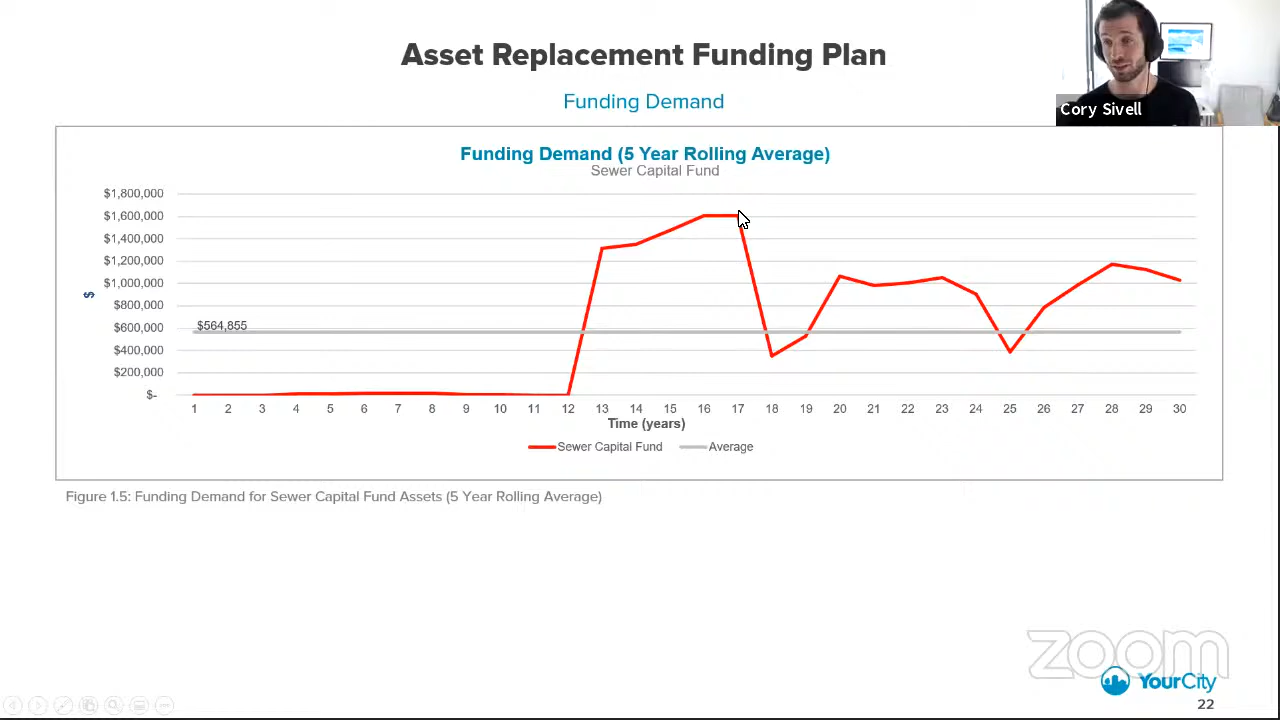 Asset Replacement Funding Plan
Cory Sivell
Funding Demand
Funding Demand (5 Year Rolling Average)
Sewer Capital Fund
$1,800,000
$1,600,000
$1,400,000
$1,200,000
$1,000,000
$800,000
$600,000
$400,000
$200,000
$-
$
$564,855
1 2 3 4 5 6 7 8 9 10 11 12 13 14 15 16 17 18 19 20 21 22 23 24 25 26 27 28 29 30
Time (years)
Sewer Capital Fund Average
Figure 1.5: Funding Demand for Sewer Capital Fund Assets (5 Year Rolling Average)
zoom
YourCity
22